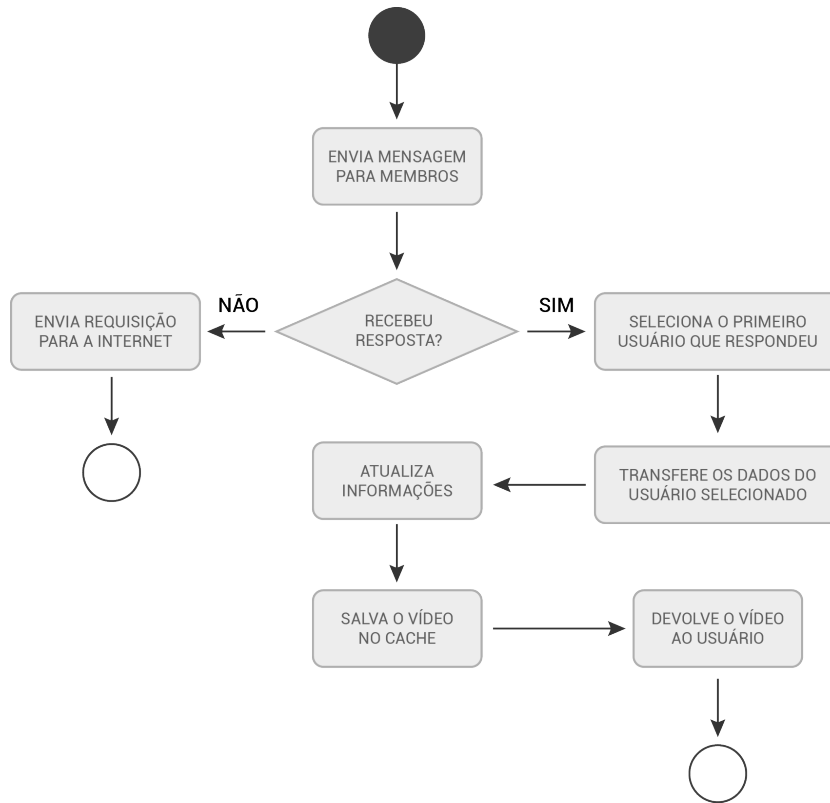 ENVIA MENSAGEM
PARA MEMBROS
NÃO
SIM
ENVIA REQUISIÇÃO
PARA A INTERNET
RECEBEU
RESPOSTA?
SELECIONA O PRIMEIRO
USUÁRIO QUE RESPONDEU
ATUALIZA
INFORMAÇÕES
TRANSFERE OS DADOS DO
USUÁRIO SELECIONADO
SALVA O VÍDEO
NO CACHE
DEVOLVE O VÍDEO
AO USUÁRIO